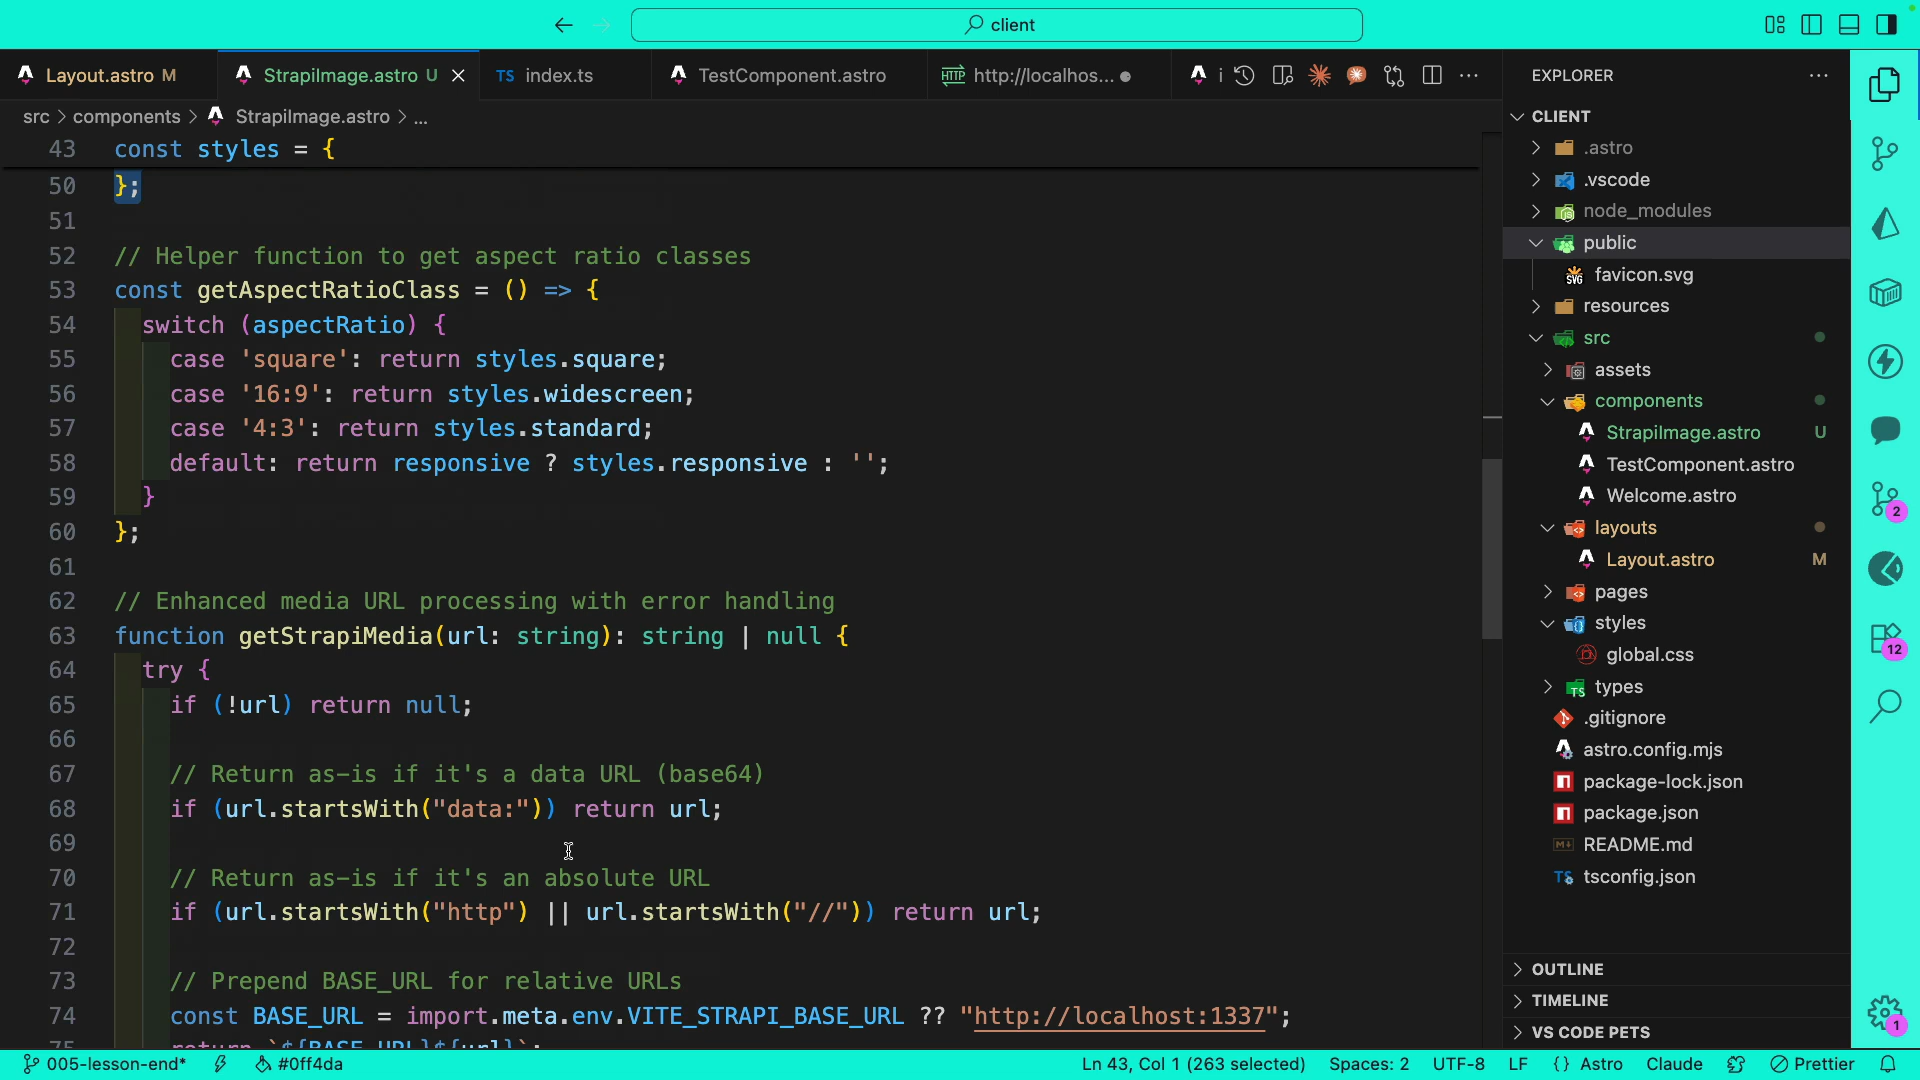 client
Layout.astro M
StrapiImage.astro U
TS index.ts
TestComponent.astro
HTTP http://localhos...
i
EXPLORER
src > components > StrapiImage.astro > ...
43 const styles = {
50 };
51
52 // Helper function to get aspect ratio classes
53 const getAspectRatioClass = () => {
54 switch (aspectRatio) {
55 case 'square': return styles.square;
56 case '16:9': return styles.widescreen;
57 case '4:3': return styles.standard;
58 default: return responsive ? styles.responsive : '';
59 }
60 };
61
62 // Enhanced media URL processing with error handling
63 function getStrapiMedia(url: string): string | null {
64 try {
65 if (!url) return null;
66
67 // Return as-is if it's a data URL (base64)
68 if (url.startsWith("data:")) return url;
69
70 // Return as-is if it's an absolute URL
71 if (url.startsWith("http") || url.startsWith("//")) return url;
72
73 // Prepend BASE_URL for relative URLs
74 const BASE_URL = import.meta.env.VITE_STRAPI_BASE_URL ?? "http://localhost:1337";
75 return `${BASE_URL}${url}`;
CLIENT
.astro
.vscode
node_modules
public
favicon.svg
resources
src
assets
components
StrapiImage.astro U
TestComponent.astro
Welcome.astro
layouts
Layout.astro M
pages
styles
global.css
types
.gitignore
astro.config.mjs
package-lock.json
package.json
README.md
tsconfig.json
OUTLINE
TIMELINE
VS CODE PETS
2
12
1
005-lesson-end*
#0ff4da
Ln 43, Col 1 (263 selected)
Spaces: 2
UTF-8
LF
{} Astro
Claude
Prettier